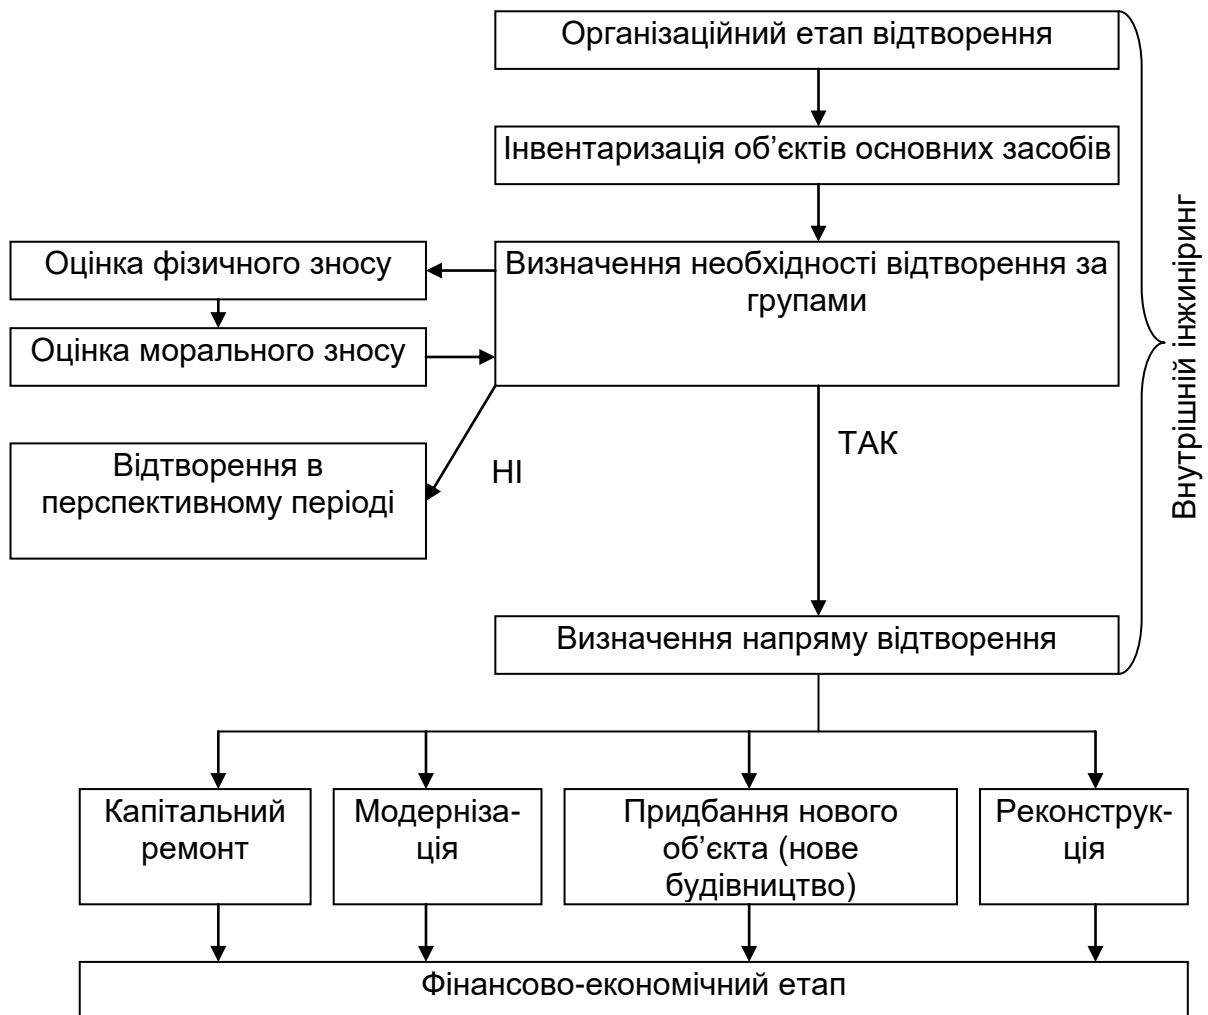 Організаційний етап відтворення
Інвентаризація об’єктів основних засобів
Оцінка фізичного зносу
Визначення необхідності відтворення за
групами
Оцінка морального зносу
Внутрішній інжиниринг
ТАК
НІ
Відтворення в
перспективному періоді
Визначення напряму відтворення
Капітальний
ремонт
Модерніза-
ція
Придбання нового
об’єкта (нове
будівництво)
Реконструк-
ція
Фінансово-економічний етап